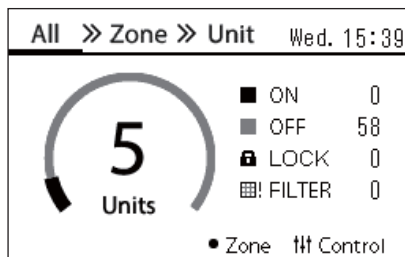 All » Zone » Unit Wed. 15:39
5
Units
ON 0
OFF 58
LOCK 0
! FILTER 0
Zone Control